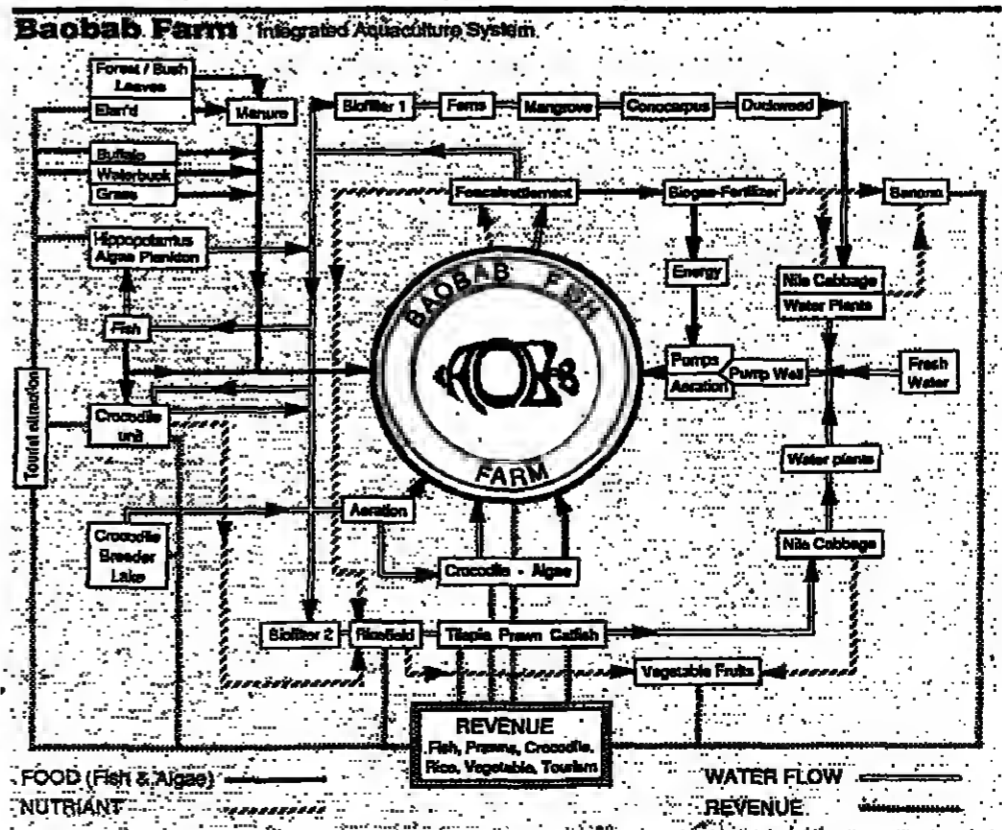 Baobab Farm Integrated Aquaculture System
Forest / Bush
Leaves
Eland
Manure
Buffalo
Waterbuck
Grass
Hippopotamus
Algae Plankton
Fish
Crocodile
unit
Tourist attraction
Crocodile
Breeder
Lake
Biofilter 1
Ferns
Mangrove
Conocarpus
Duckweed
Faecalsettlement
Biogas-Fertilizer
Banana
Energy
Nile Cabbage
Water Plants
Pumps
Aeration
Pump Well
Fresh
Water
BAOBAB FISH
FARM
Water plants
Nile Cabbage
Aeration
Crocodile - Algae
Biofilter 2
Ricefield
Tilapia Prawn Catfish
Vegetable Fruits
REVENUE
Fish, Prawns, Crocodile,
Rice, Vegetable, Tourism
FOOD (Fish & Algae)
NUTRIANT
WATER FLOW
REVENUE